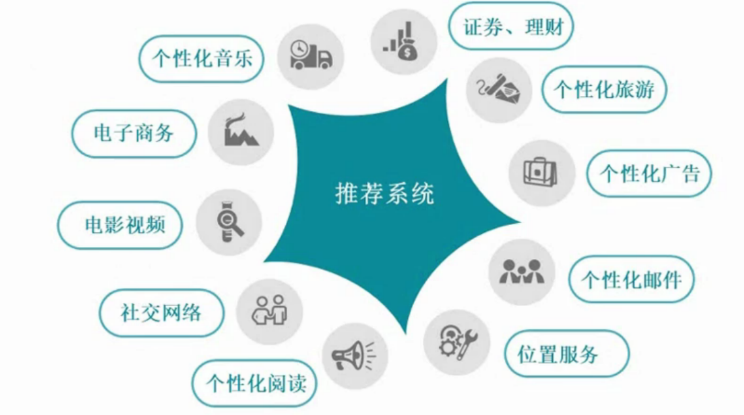 证券、理财
个性化音乐
个性化旅游
电子商务
个性化广告
推荐系统
电影视频
个性化邮件
社交网络
位置服务
个性化阅读